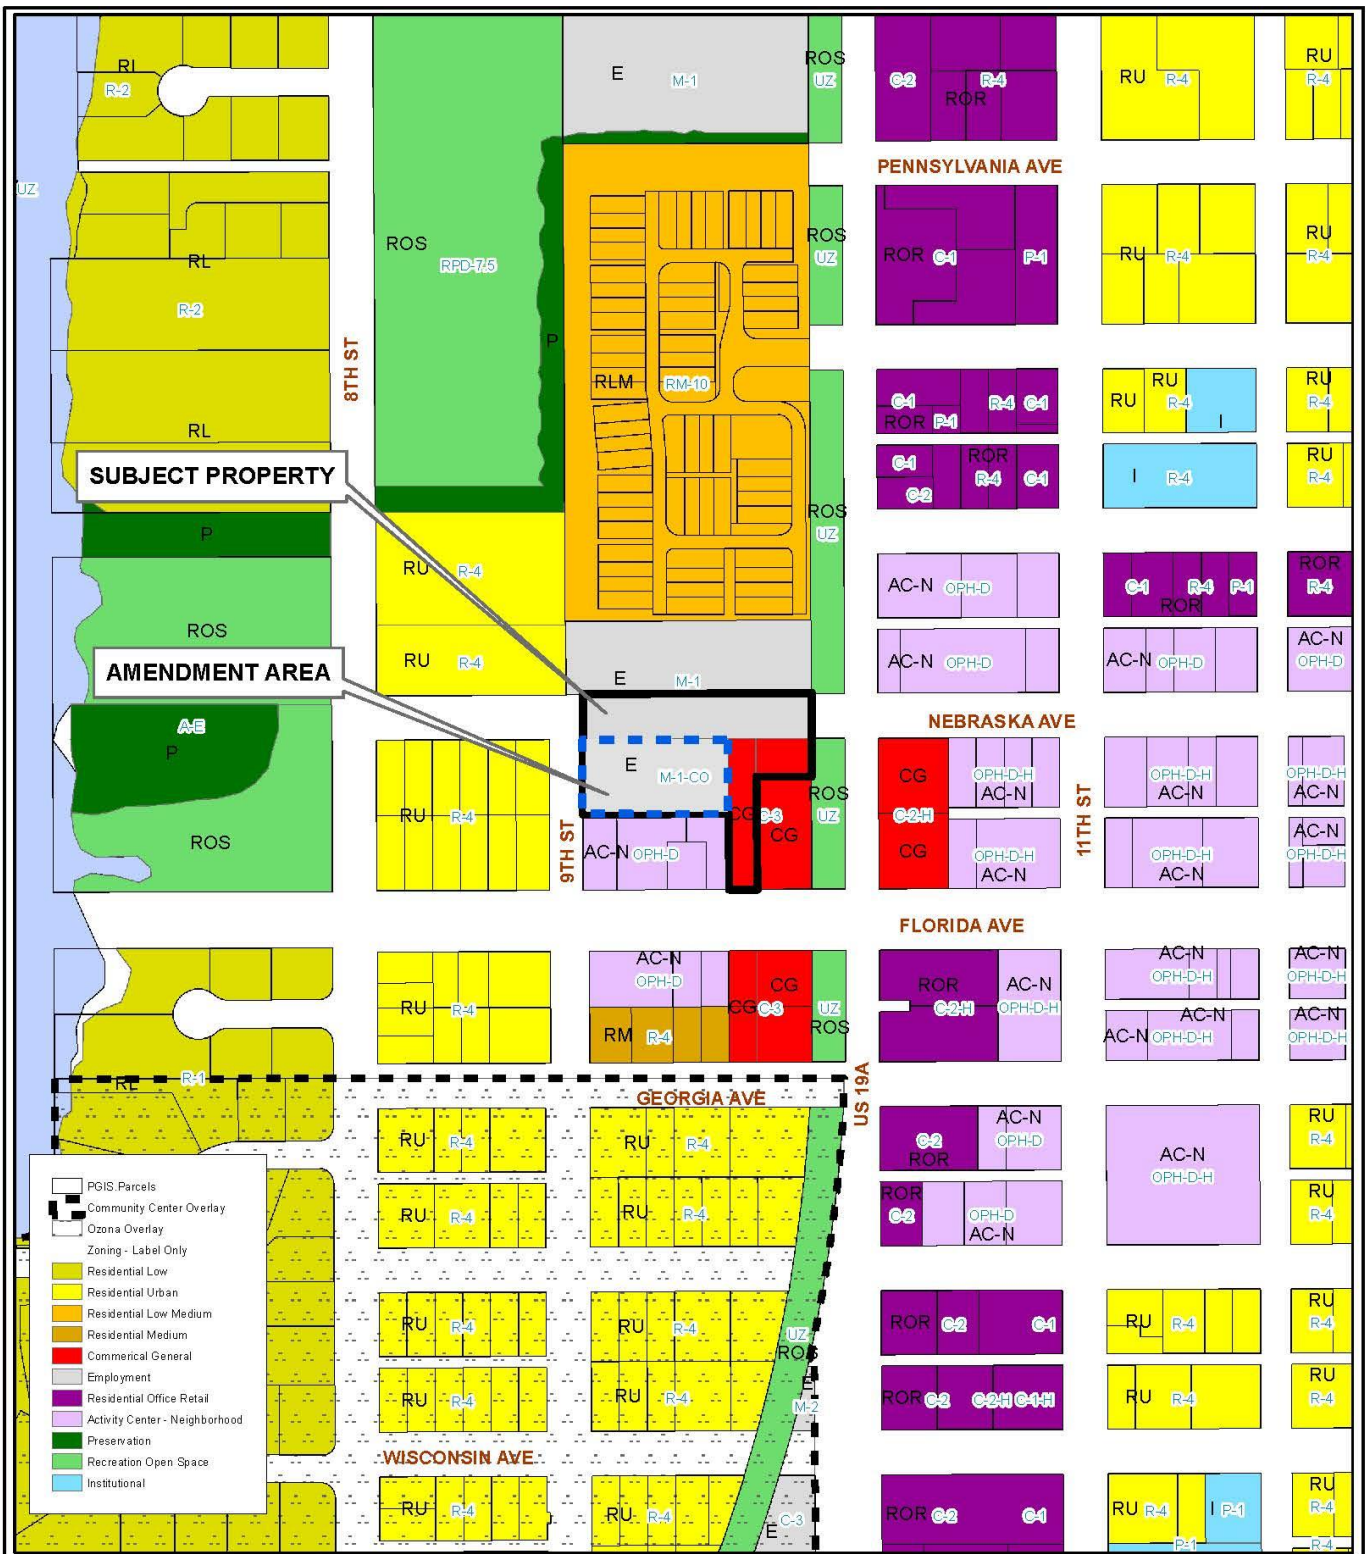 RL
R-2
E
M-1
ROS
UZ
C-2
R-4
ROR
RU
R-4
RU
R-4
PENNSYLVANIA AVE
UZ
ROS
RPD-7.5
RL
R-2
ROS
UZ
ROR
C-1
P-1
RU
R-4
RU
R-4
8TH ST
P
RLM
RM-10
RL
C-1
R-4
C-1
ROR
P-1
RU
RU
R-4
I
RU
R-4
SUBJECT PROPERTY
C-1
ROR
R-4
C-1
C-2
I
R-4
RU
R-4
ROS
UZ
P
RU
R-4
AC-N
OPH-D
C-1
R-4
P-1
ROR
ROR
R-4
ROS
RU
R-4
AMENDMENT AREA
E
M-1
AC-N
OPH-D
AC-N
OPH-D
AC-N
OPH-D
NEBRASKA AVE
A-E
P
E
M-1-CO
CG
C-3
CG
ROS
UZ
CG
C-2-H
CG
OPH-D-H
AC-N
OPH-D-H
AC-N
OPH-D-H
AC-N
RU
R-4
ROS
9TH ST
AC-N
OPH-D
OPH-D-H
AC-N
11TH ST
OPH-D-H
AC-N
AC-N
OPH-D-H
FLORIDA AVE
AC-N
OPH-D
CG
CG
C-3
UZ
ROS
ROR
C-2-H
AC-N
OPH-D-H
AC-N
OPH-D-H
AC-N
OPH-D-H
RU
R-4
RM
R-4
AC-N
AC-N
OPH-D-H
AC-N
OPH-D-H
RL
R-1
GEORGIA AVE
US 19A
RU
R-4
RU
R-4
C-2
ROR
AC-N
OPH-D
AC-N
OPH-D-H
RU
R-4
RU
R-4
RU
R-4
ROR
C-2
OPH-D
AC-N
RU
R-4
PGIS.Parcels
Community Center Overlay
Ozona Overlay
Zoning - Label Only
Residential Low
Residential Urban
Residential Low Medium
Residential Medium
Commerical General
Employment
Residential Office Retail
Activity Center - Neighborhood
Preservation
Recreation Open Space
Institutional
RU
R-4
RU
R-4
UZ
ROS
ROR
C-2
C-1
RU
R-4
RU
R-4
RU
R-4
RU
R-4
E
M-2
ROR
C-2
C-2-H
C-1-H
RU
R-4
RU
R-4
WISCONSIN AVE
RU
R-4
RU
R-4
E
C-3
ROR
C-2
C-1
RU
R-4
I
P-1
P-1
RU
R-4
R-4